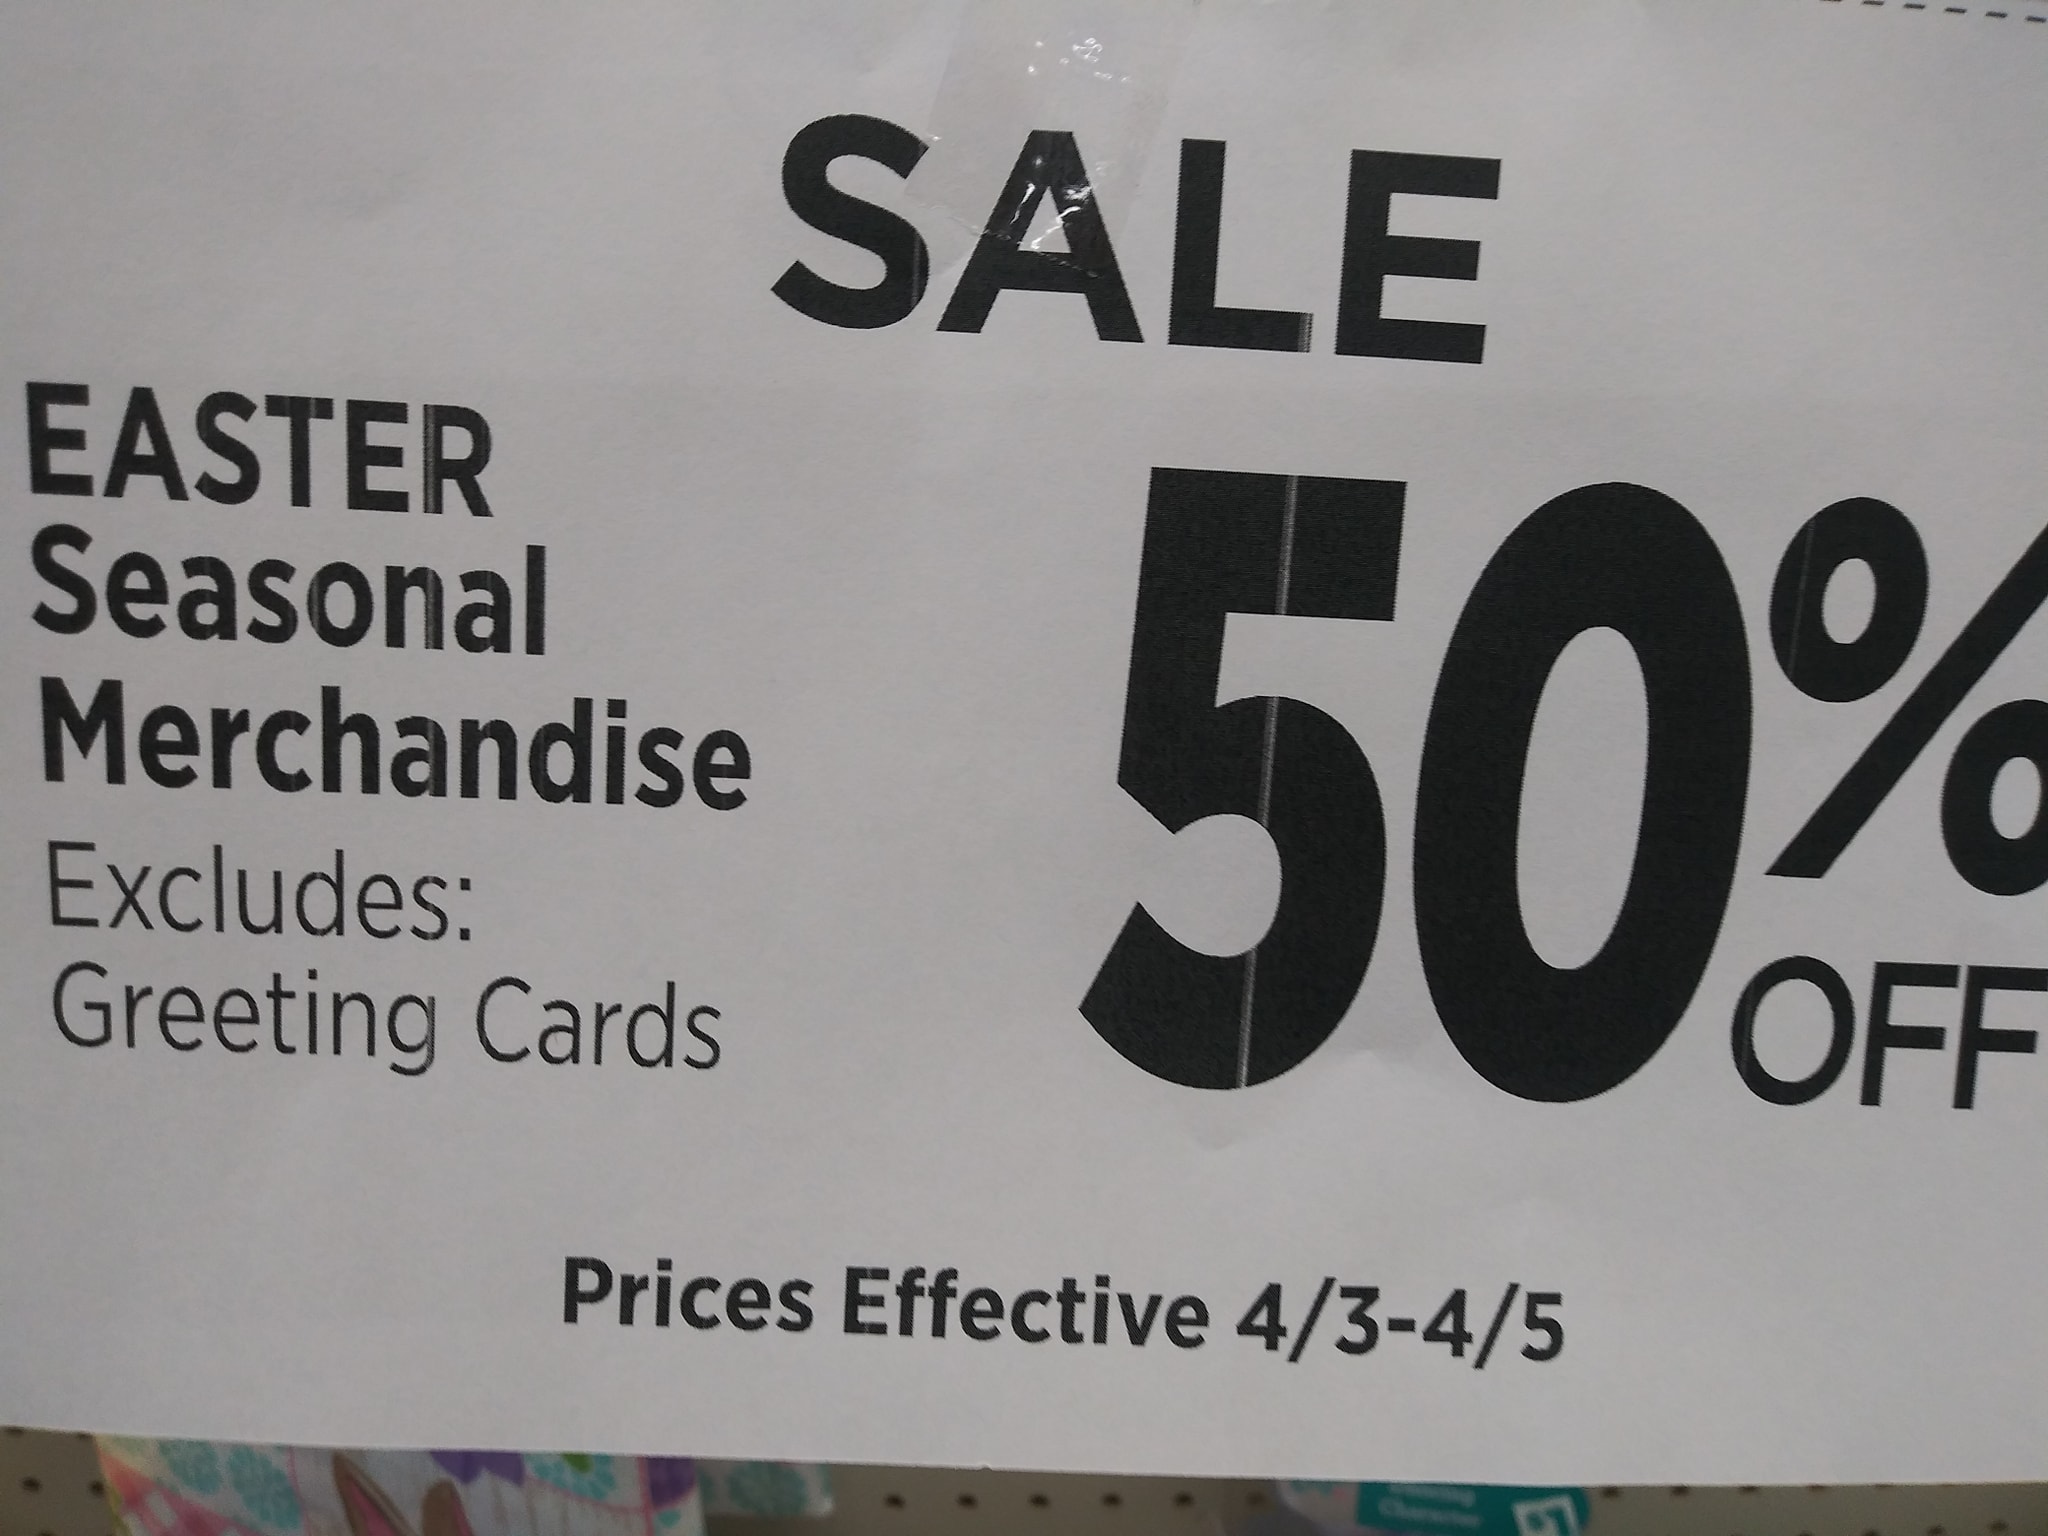 SALE
EASTER
Seasonal
Merchandise
Excludes:
Greeting Cards
50%
OFF
Prices Effective 4/3-4/5